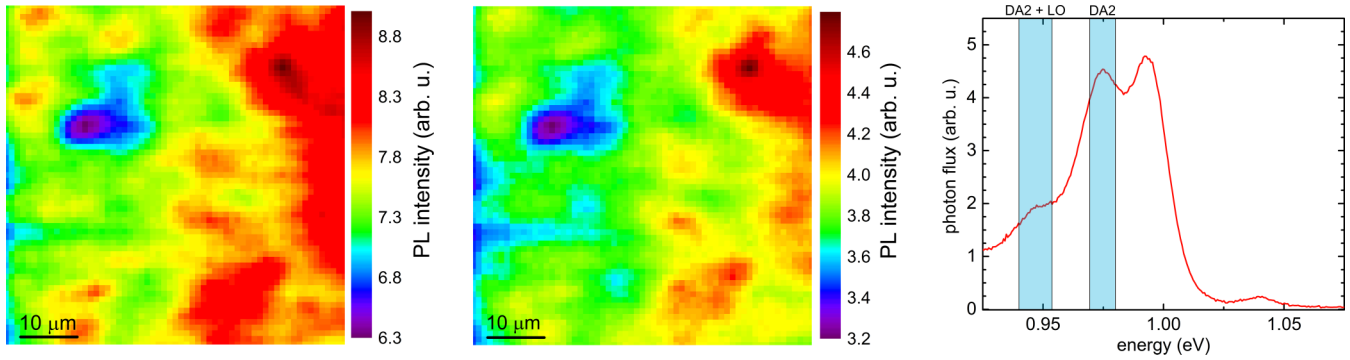 8.8
8.3
7.8
7.3
6.8
6.3
PL intensity (arb. u.)
10 μm
4.6
4.4
4.2
4.0
3.8
3.6
3.4
3.2
PL intensity (arb. u.)
10 μm
DA2 + LO
DA2
5
4
3
2
1
0
photon flux (arb. u.)
0.95
1.00
1.05
energy (eV)